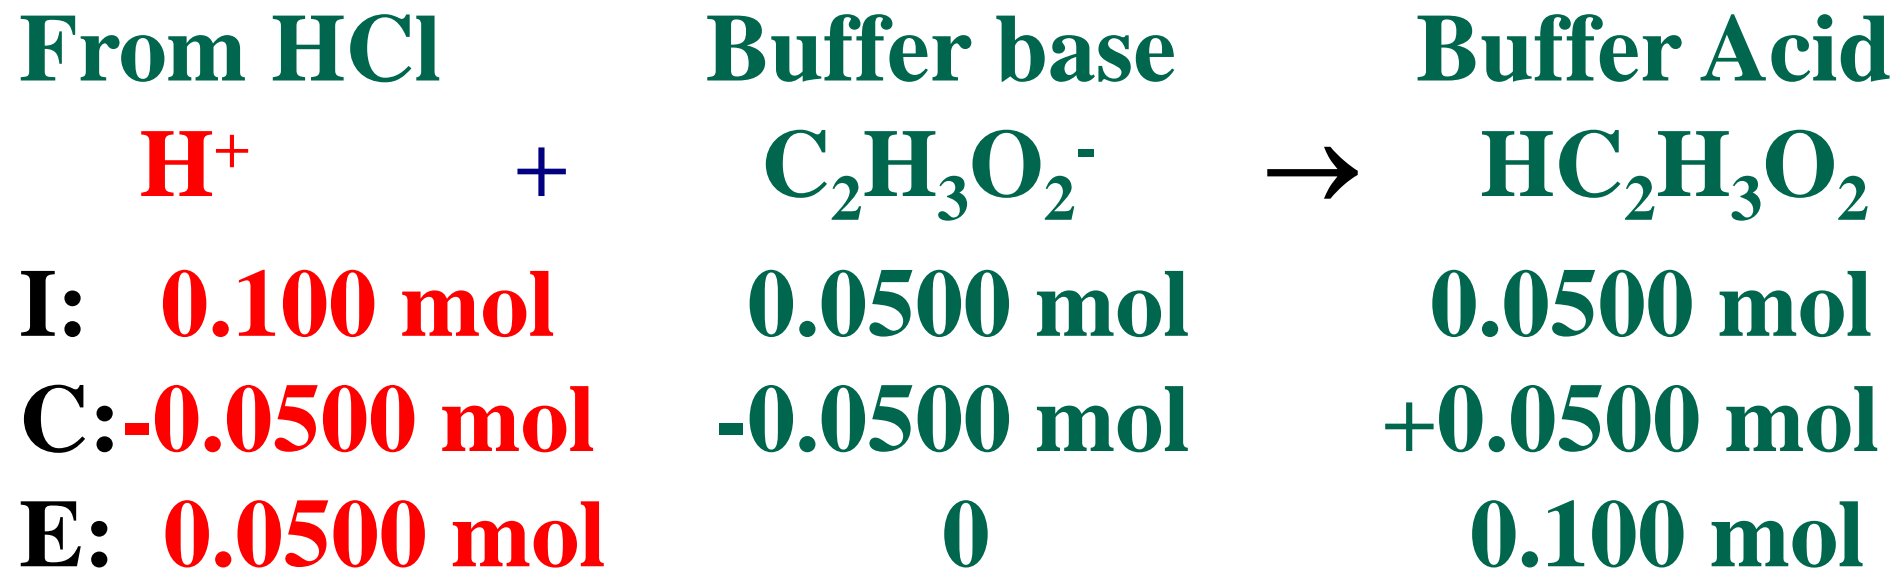 From HCl Buffer base Buffer Acid
H⁺ + C₂H₃O₂⁻ → HC₂H₃O₂
I: 0.100 mol 0.0500 mol 0.0500 mol
C:-0.0500 mol -0.0500 mol +0.0500 mol
E: 0.0500 mol 0 0.100 mol